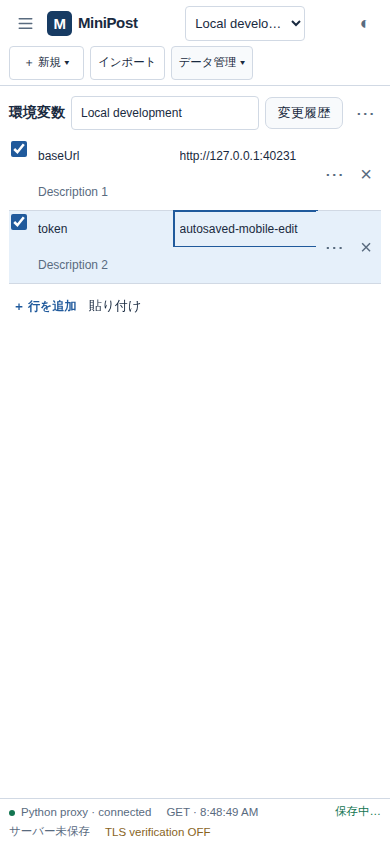 M MiniPost Local develo… ◐
＋ 新規 ▾ インポート データ管理 ▾
環境変数 Local development 変更履歴 ···
baseUrl http://127.0.0.1:40231
··· ×
Description 1
token autosaved-mobile-edit
··· ×
Description 2
+ 行を追加 貼り付け
Python proxy · connected GET · 8:48:49 AM 保存中…
サーバー未保存 TLS verification OFF